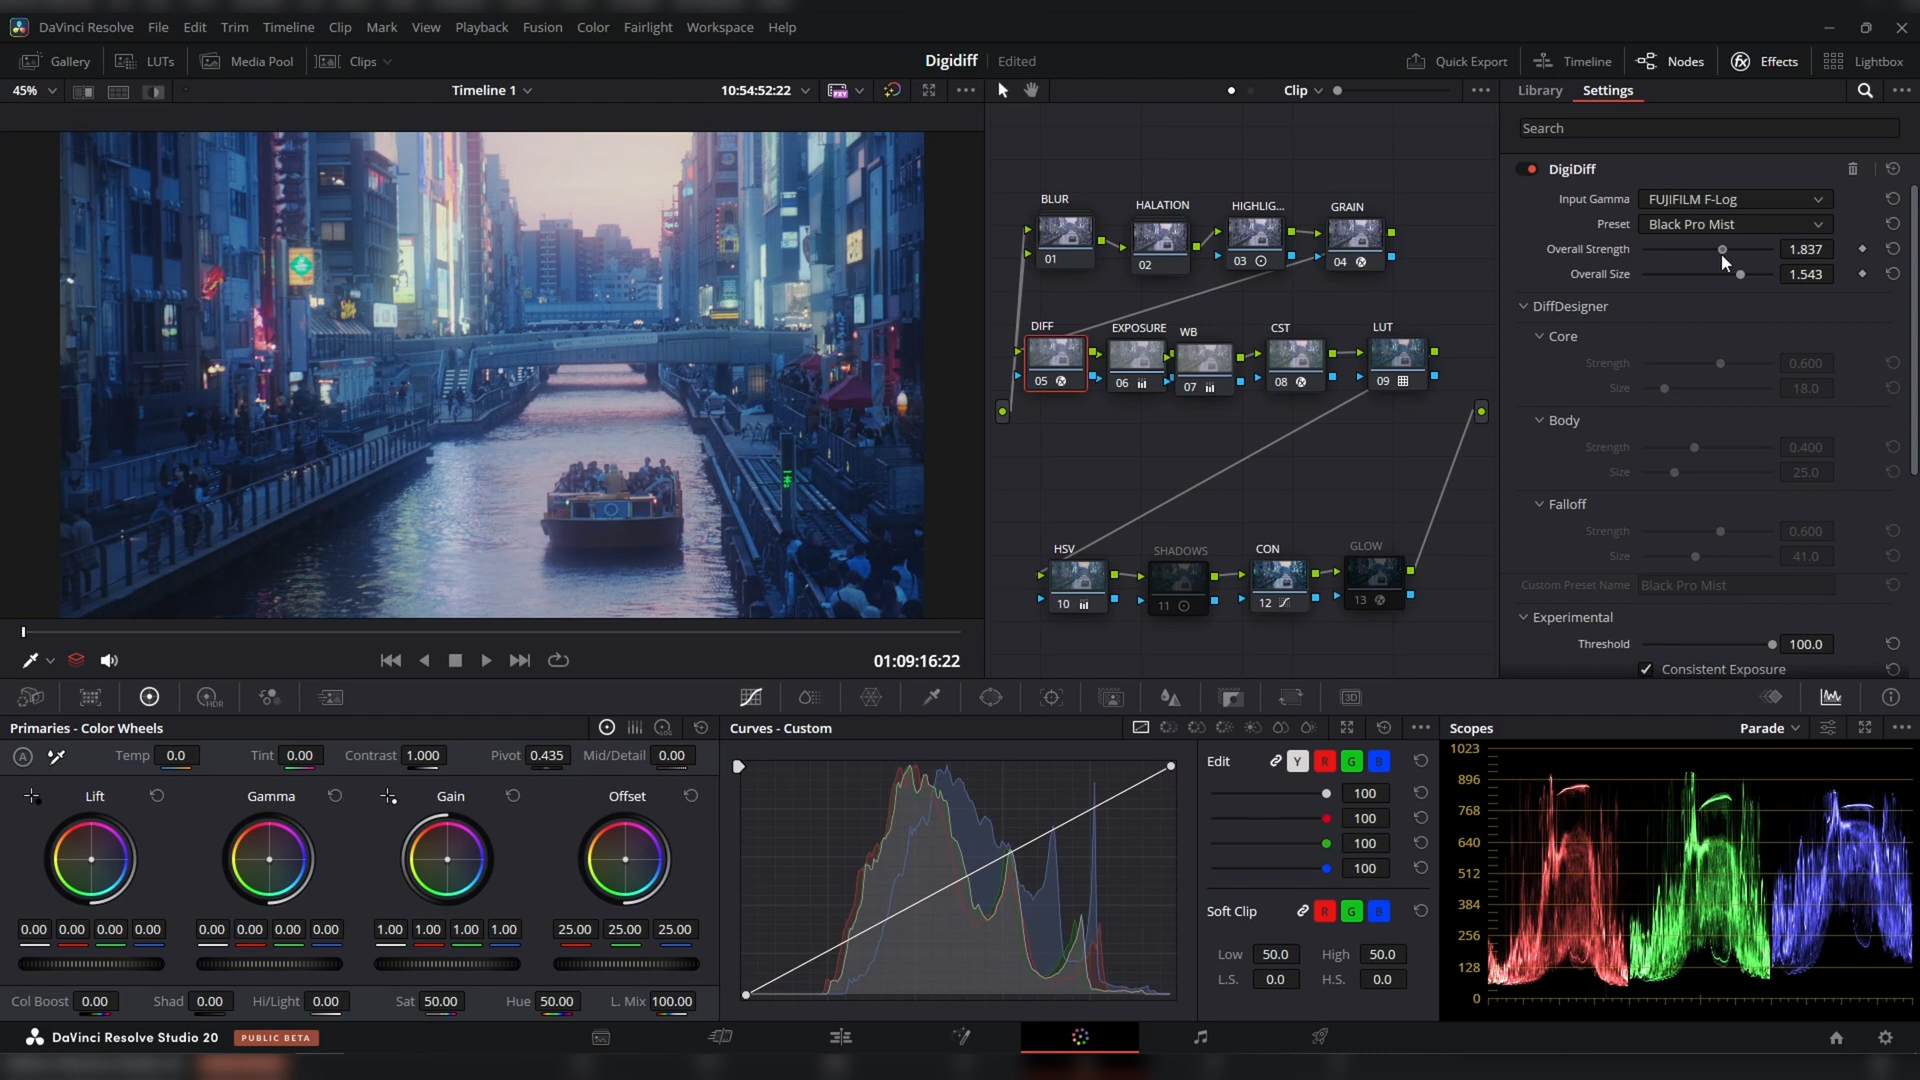 DaVinci Resolve File Edit Trim Timeline Clip Mark View Playback Fusion Color Fairlight Workspace Help
Gallery LUTs Media Pool Clips Digidiff Edited Quick Export Timeline Nodes Effects Lightbox
45% Timeline 1 10:54:52:22 PXY Clip Library Settings
Search
DigiDiff
Input Gamma FUJIFILM F-Log
Preset Black Pro Mist
Overall Strength 1.837
Overall Size 1.543
DiffDesigner
Core
Strength 0.600
Size 18.0
Body
Strength 0.400
Size 25.0
Falloff
Strength 0.600
Size 41.0
Custom Preset Name Black Pro Mist
Experimental
Threshold 100.0
Consistent Exposure
BLUR HALATION HIGHLIG... GRAIN
01 02 03 04
DIFF EXPOSURE WB CST LUT
05 06 07 08 09
HSV SHADOWS CON GLOW
10 11 12 13
01:09:16:22
HDR LOG 3D
Primaries - Color Wheels
A Temp 0.0 Tint 0.00 Contrast 1.000 Pivot 0.435 Mid/Detail 0.00
Lift Gamma Gain Offset
0.00 0.00 0.00 0.00 0.00 0.00 0.00 0.00 1.00 1.00 1.00 1.00 25.00 25.00 25.00
Col Boost 0.00 Shad 0.00 Hi/Light 0.00 Sat 50.00 Hue 50.00 L. Mix 100.00
Curves - Custom
Edit Y R G B
100
100
100
100
Soft Clip R G B
Low 50.0 High 50.0
L.S. 0.0 H.S. 0.0
Scopes Parade
1023
896
768
640
512
384
256
128
0
DaVinci Resolve Studio 20 PUBLIC BETA